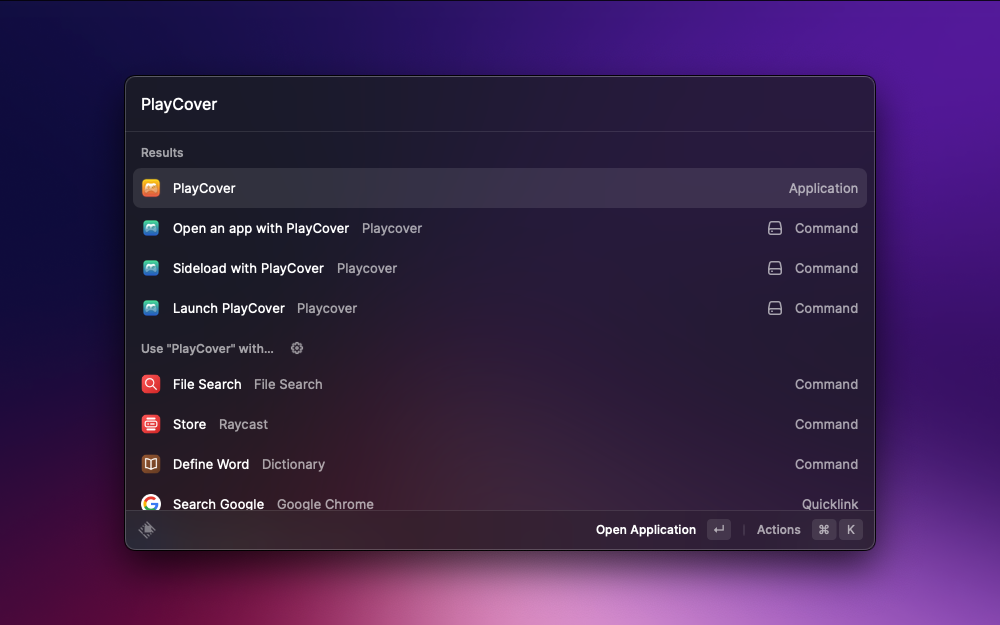 PlayCover
Results
PlayCover Application
Open an app with PlayCover Playcover Command
Sideload with PlayCover Playcover Command
Launch PlayCover Playcover Command
Use "PlayCover" with...
File Search File Search Command
Store Raycast Command
Define Word Dictionary Command
Search Google Google Chrome Quicklink
Open Application ↵ | Actions ⌘ K